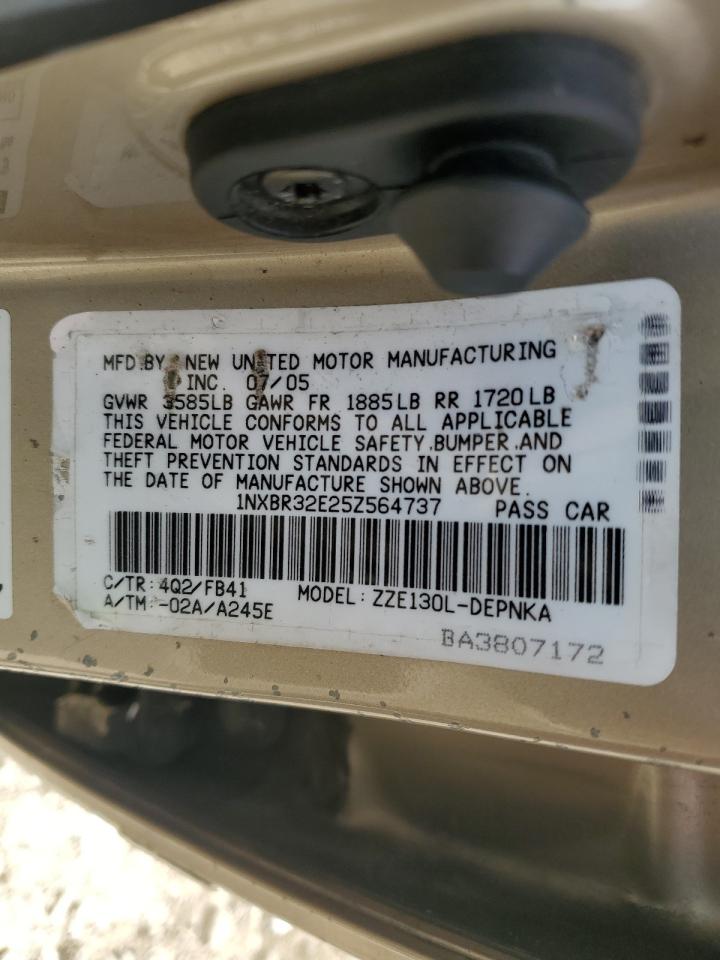 MFD.BY NEW UNITED MOTOR MANUFACTURING
INC. 07/05
GVWR 3585LB GAWR FR 1885LB RR 1720LB
THIS VEHICLE CONFORMS TO ALL APPLICABLE
FEDERAL MOTOR VEHICLE SAFETY,BUMPER,AND
THEFT PREVENTION STANDARDS IN EFFECT ON
THE DATE OF MANUFACTURE SHOWN ABOVE.
1NXBR32E25Z564737 PASS CAR
C/TR:4Q2/FB41 MODEL:ZZE130L-DEPNKA
A/TM:-02A/A245E
BA3807172